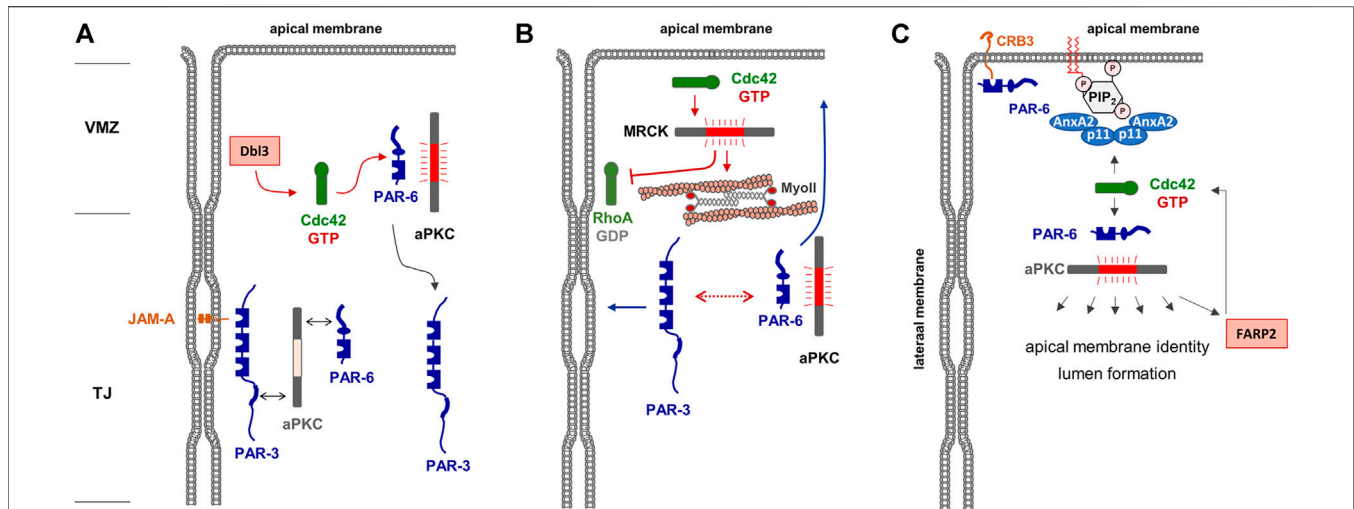 A
apical membrane
VMZ
Dbl3
Cdc42
GTP
PAR-6
aPKC
JAM-A
TJ
PAR-6
aPKC
PAR-3
PAR-3
B
apical membrane
Cdc42
GTP
MRCK
MyoII
RhoA
GDP
PAR-6
aPKC
PAR-3
C
apical membrane
CRB3
PAR-6
P
P
PIP2
P
AnxA2 AnxA2
p11 p11
Cdc42
GTP
PAR-6
aPKC
FARP2
apical membrane identity
lumen formation
lateraal membrane